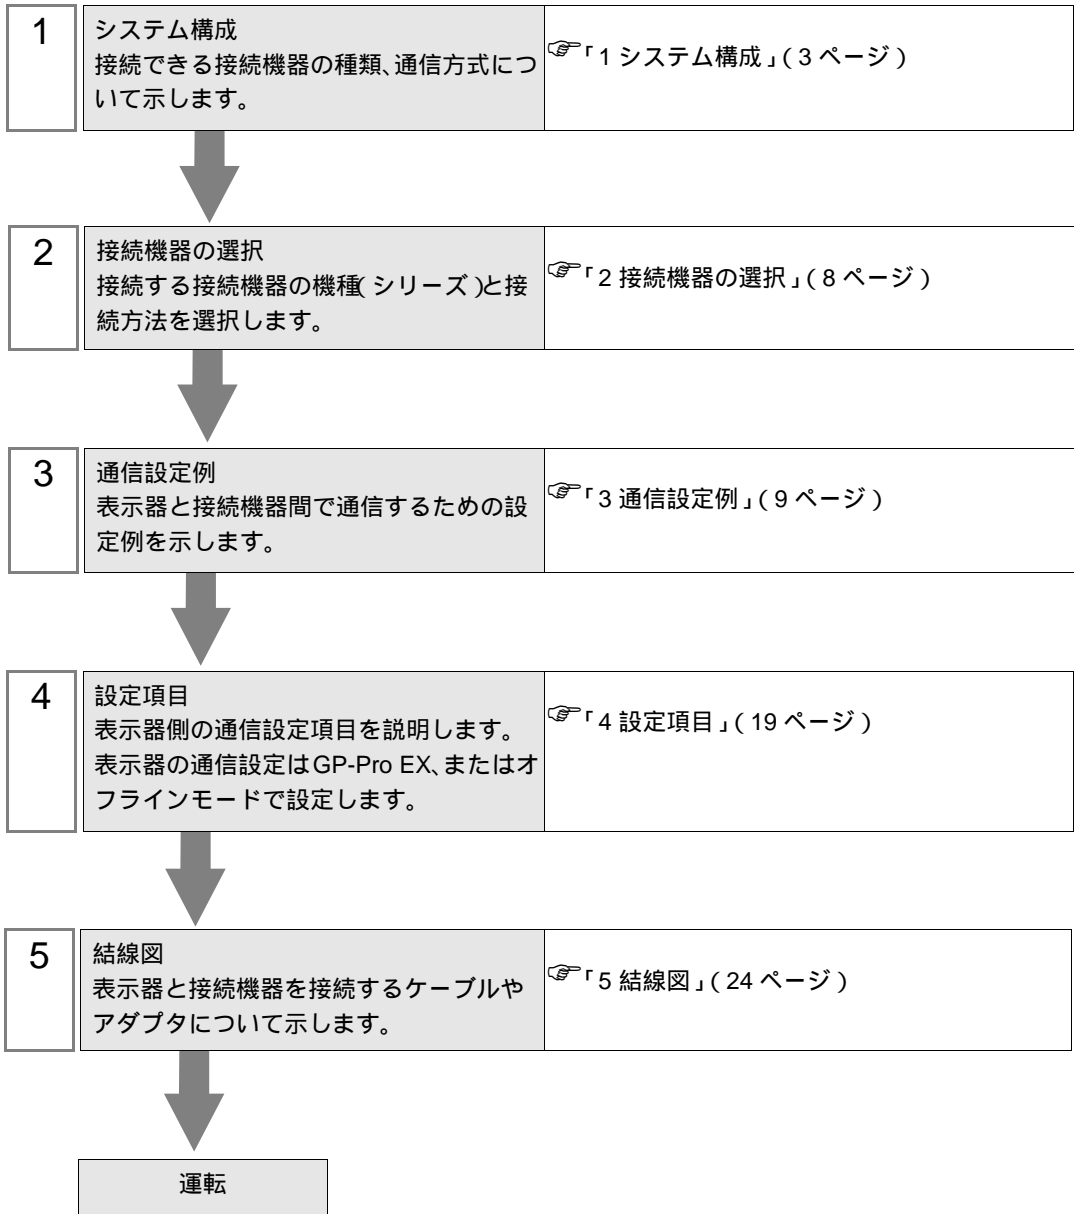 1
システム構成
接続できる接続機器の種類、通信方式につ
いて示します。
☞「1 システム構成」( 3 ページ )
2
接続機器の選択
接続する接続機器の機種( シリーズ )と接
続方法を選択します。
☞「2 接続機器の選択」( 8 ページ )
3
通信設定例
表示器と接続機器間で通信するための設
定例を示します。
☞「3 通信設定例」( 9 ページ )
4
設定項目
表示器側の通信設定項目を説明します。
表示器の通信設定はGP-Pro EX、またはオ
フラインモードで設定します。
☞「4 設定項目」( 19 ページ )
5
結線図
表示器と接続機器を接続するケーブルや
アダプタについて示します。
☞「5 結線図」( 24 ページ )
運転